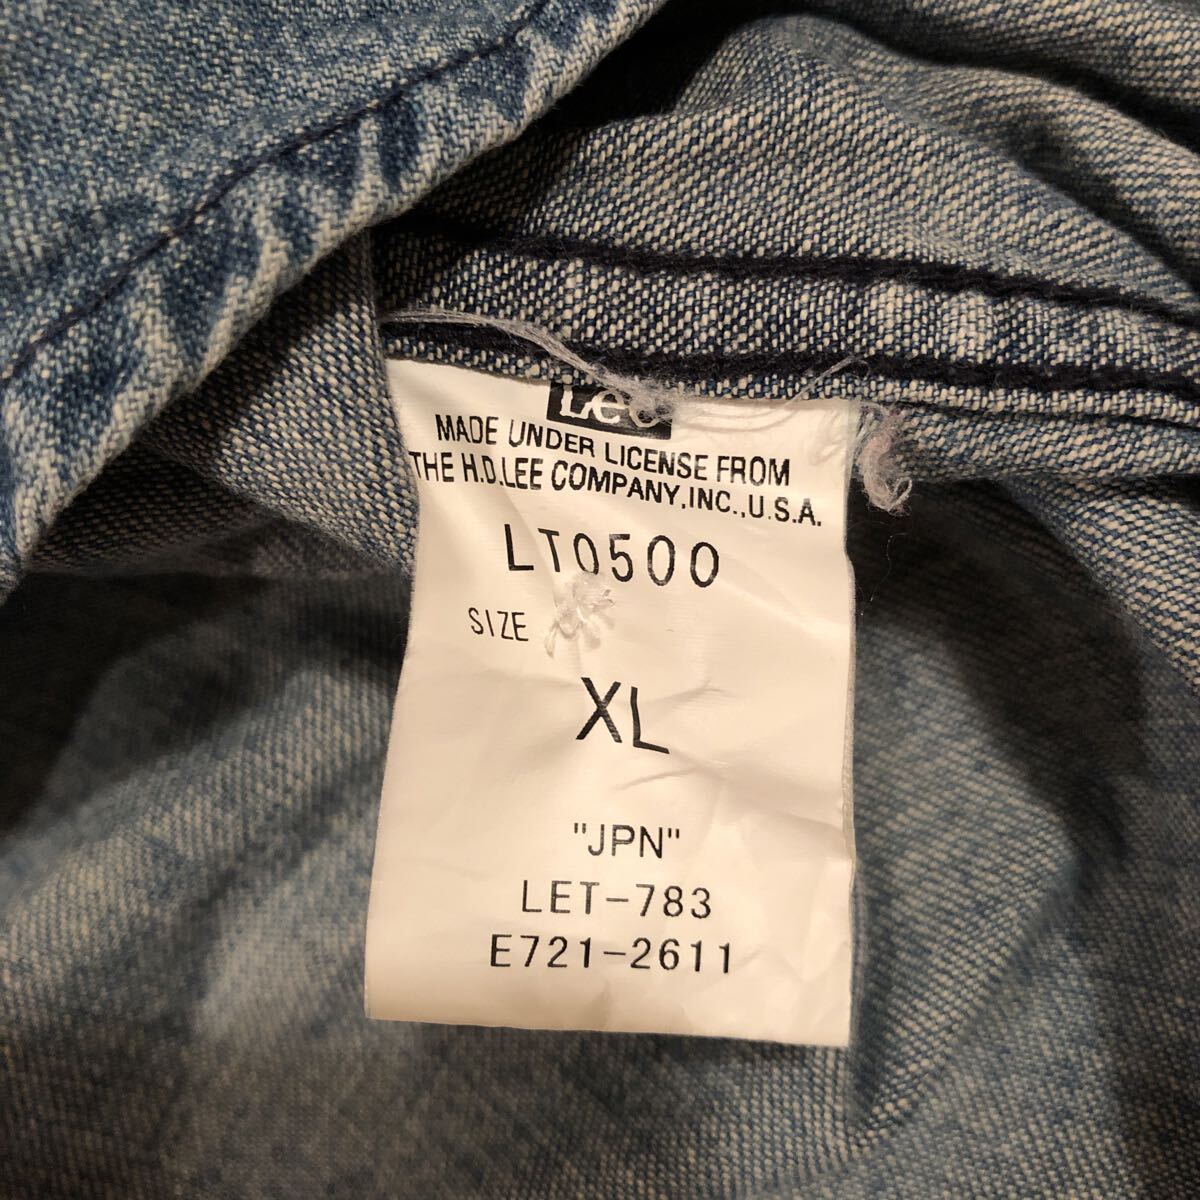 Lee
MADE UNDER LICENSE FROM
THE H.D.LEE COMPANY,INC.,U.S.A.
LT0500
SIZE
XL
"JPN"
LET-783
E721-2611